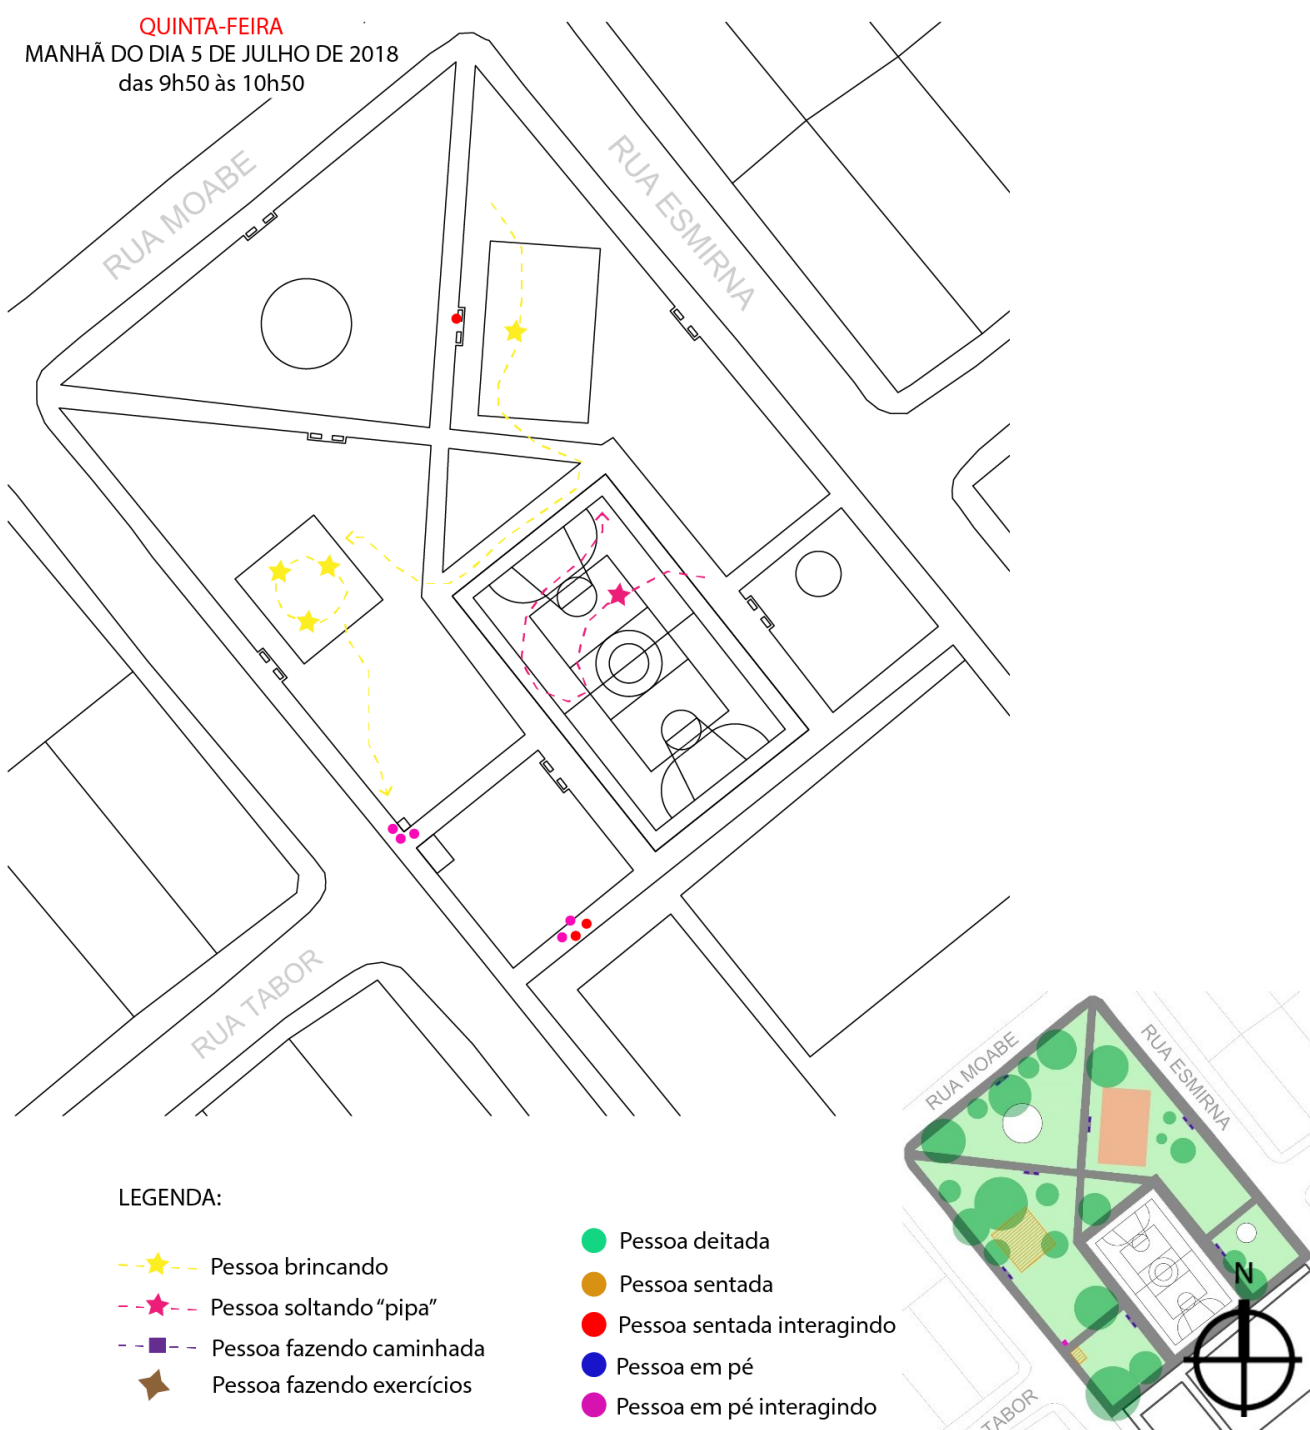 QUINTA-FEIRA
MANHÃ DO DIA 5 DE JULHO DE 2018
das 9h50 às 10h50
RUA MOABE
RUA ESMIRNA
RUA TABOR
RUA MOABE
RUA ESMIRNA
N
TABOR
LEGENDA:
Pessoa brincando
Pessoa soltando “pipa”
Pessoa fazendo caminhada
Pessoa fazendo exercícios
Pessoa deitada
Pessoa sentada
Pessoa sentada interagindo
Pessoa em pé
Pessoa em pé interagindo